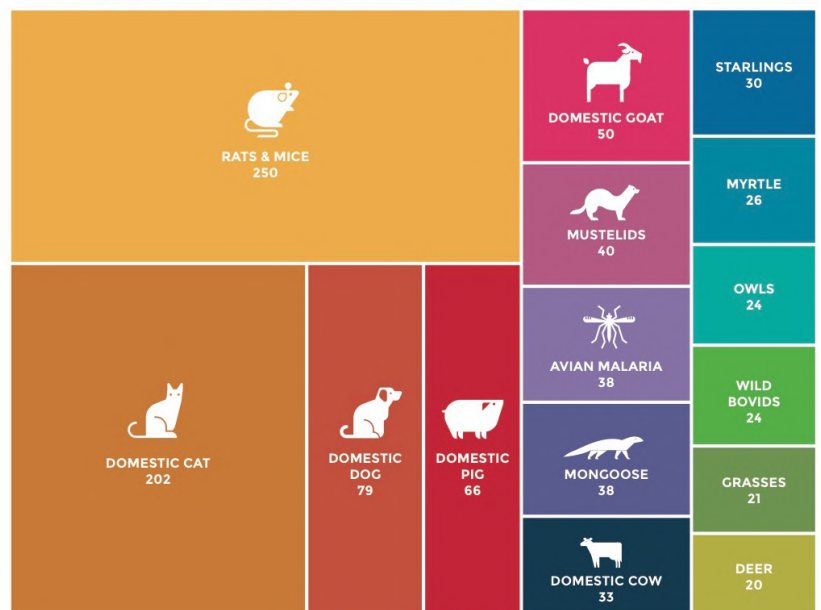 RATS & MICE
250
DOMESTIC CAT
202
DOMESTIC
DOG
79
DOMESTIC
PIG
66
DOMESTIC GOAT
50
MUSTELIDS
40
AVIAN MALARIA
38
MONGOOSE
38
DOMESTIC COW
33
STARLINGS
30
MYRTLE
26
OWLS
24
WILD
BOVIDS
24
GRASSES
21
DEER
20